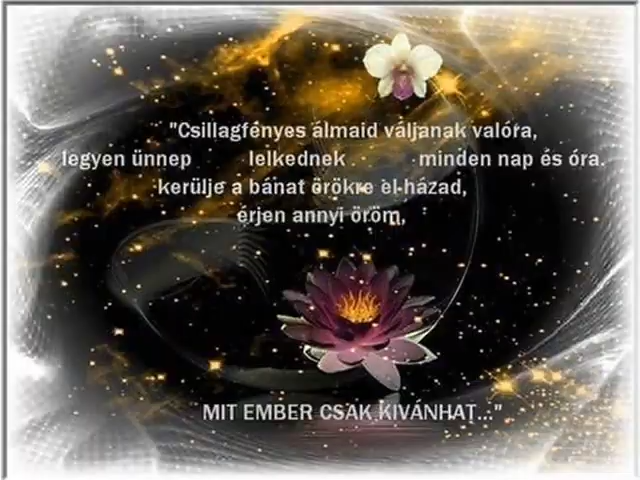 "Csillagfényes álmaid váljanak valóra,
legyen ünnep lelkednek minden nap és óra,
kerülje a bánat örökre el-házad,
érjen annyi öröm,
MIT EMBER CSAK KIVÁNHAT..."